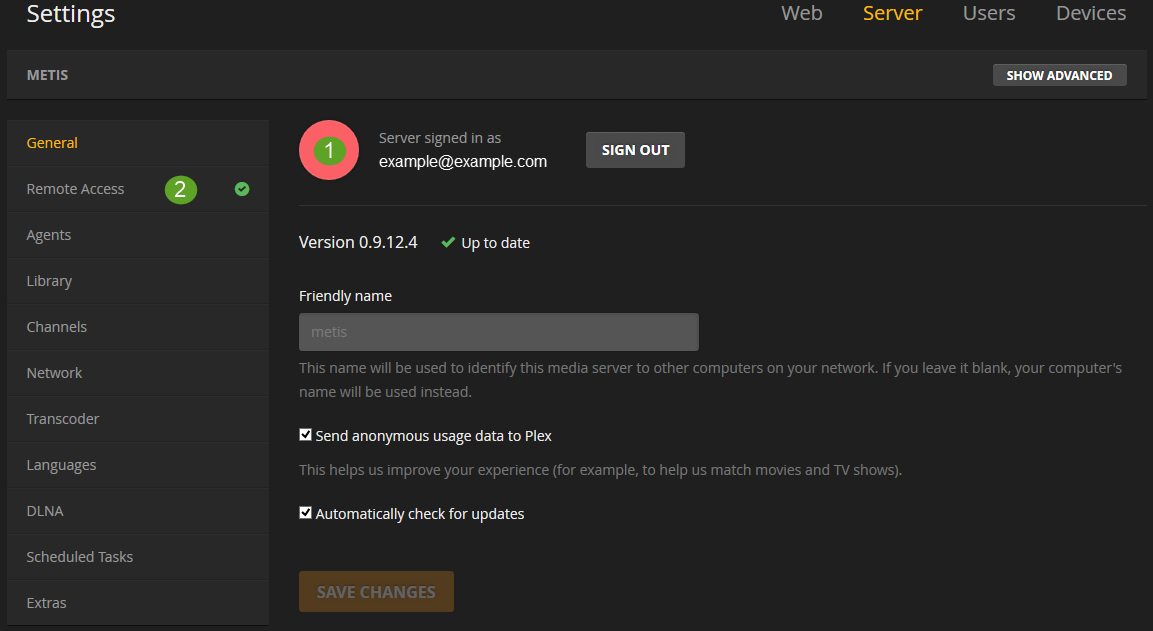 Settings
Web Server Users Devices
METIS
SHOW ADVANCED
General
Remote Access 2
Agents
Library
Channels
Network
Transcoder
Languages
DLNA
Scheduled Tasks
Extras
1
Server signed in as
example@example.com
SIGN OUT
Version 0.9.12.4 Up to date
Friendly name
metis
This name will be used to identify this media server to other computers on your network. If you leave it blank, your computer's
name will be used instead.
Send anonymous usage data to Plex
This helps us improve your experience (for example, to help us match movies and TV shows).
Automatically check for updates
SAVE CHANGES